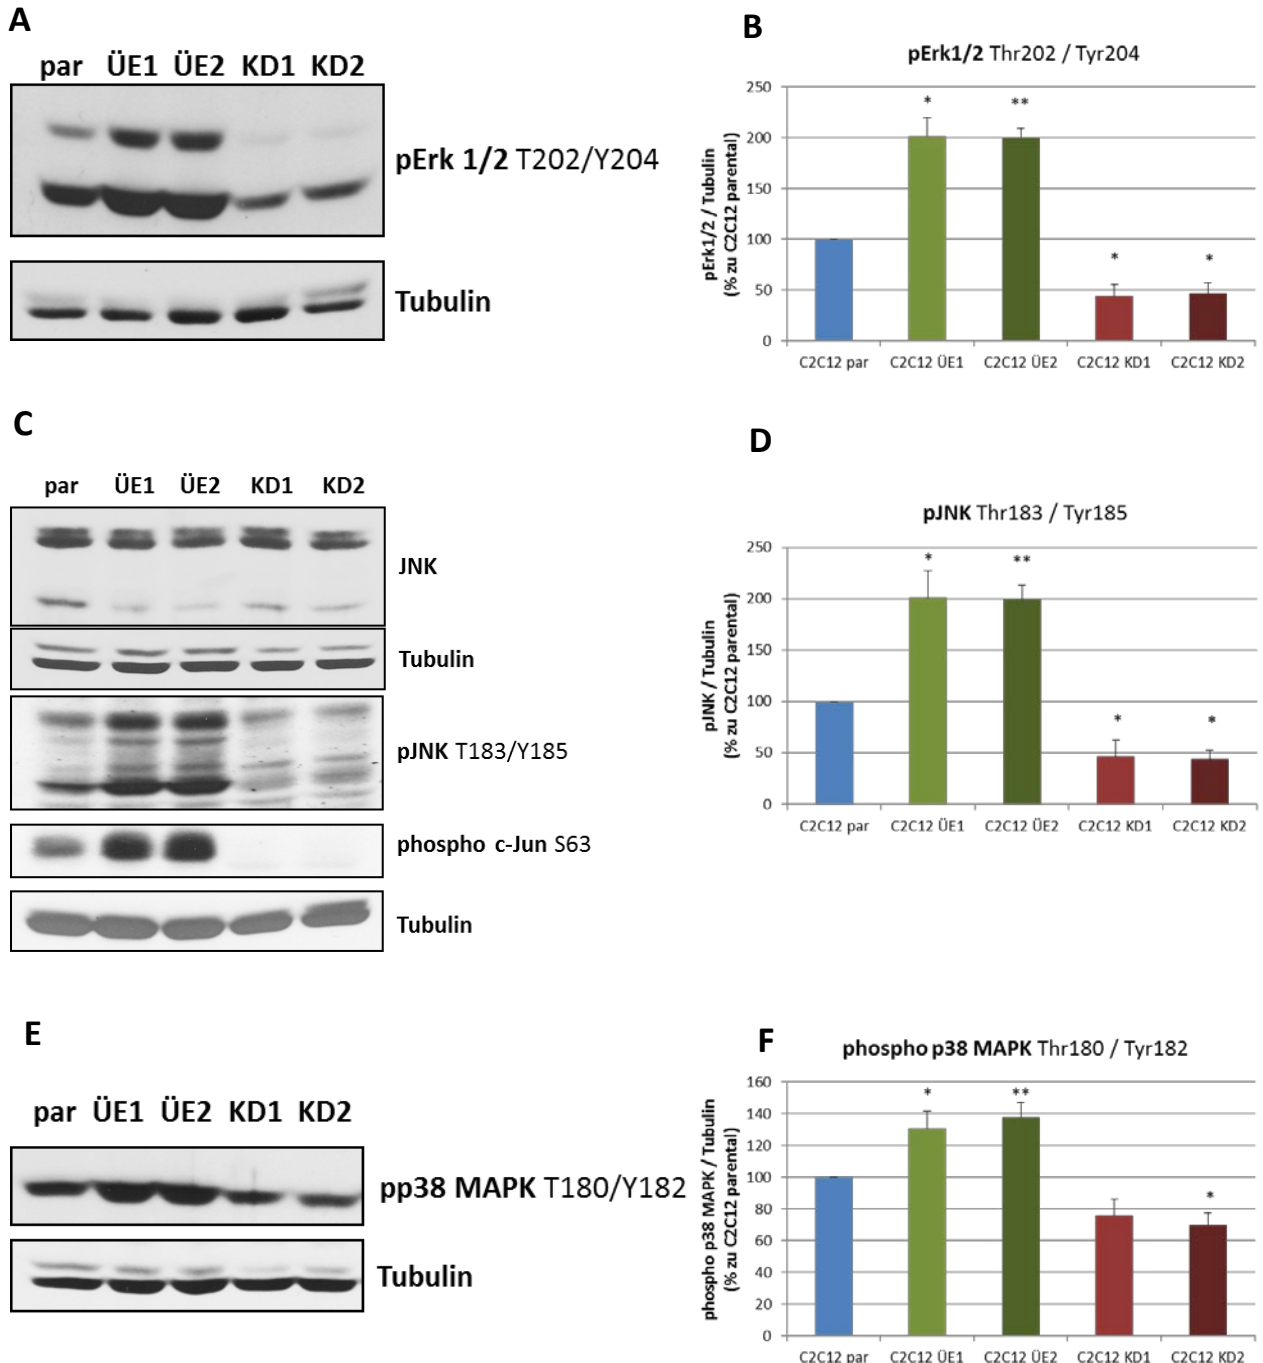 A
par ÜE1 ÜE2 KD1 KD2
pErk 1/2 T202/Y204
Tubulin
B
pErk1/2 Thr202 / Tyr204
pErk1/2 / Tubulin
(% zu C2C12 parental)
250
200
150
100
50
0
* ** * *
C2C12 par C2C12 ÜE1 C2C12 ÜE2 C2C12 KD1 C2C12 KD2
C
par ÜE1 ÜE2 KD1 KD2
JNK
Tubulin
pJNK T183/Y185
phospho c-Jun S63
Tubulin
D
pJNK Thr183 / Tyr185
pJNK / Tubulin
(% zu C2C12 parental)
250
200
150
100
50
0
* ** * *
C2C12 par C2C12 ÜE1 C2C12 ÜE2 C2C12 KD1 C2C12 KD2
E
par ÜE1 ÜE2 KD1 KD2
pp38 MAPK T180/Y182
Tubulin
F
phospho p38 MAPK Thr180 / Tyr182
phospho p38 MAPK / Tubulin
(% zu C2C12 parental)
160
140
120
100
80
60
40
20
0
* ** *
C2C12 par C2C12 ÜE1 C2C12 ÜE2 C2C12 KD1 C2C12 KD2